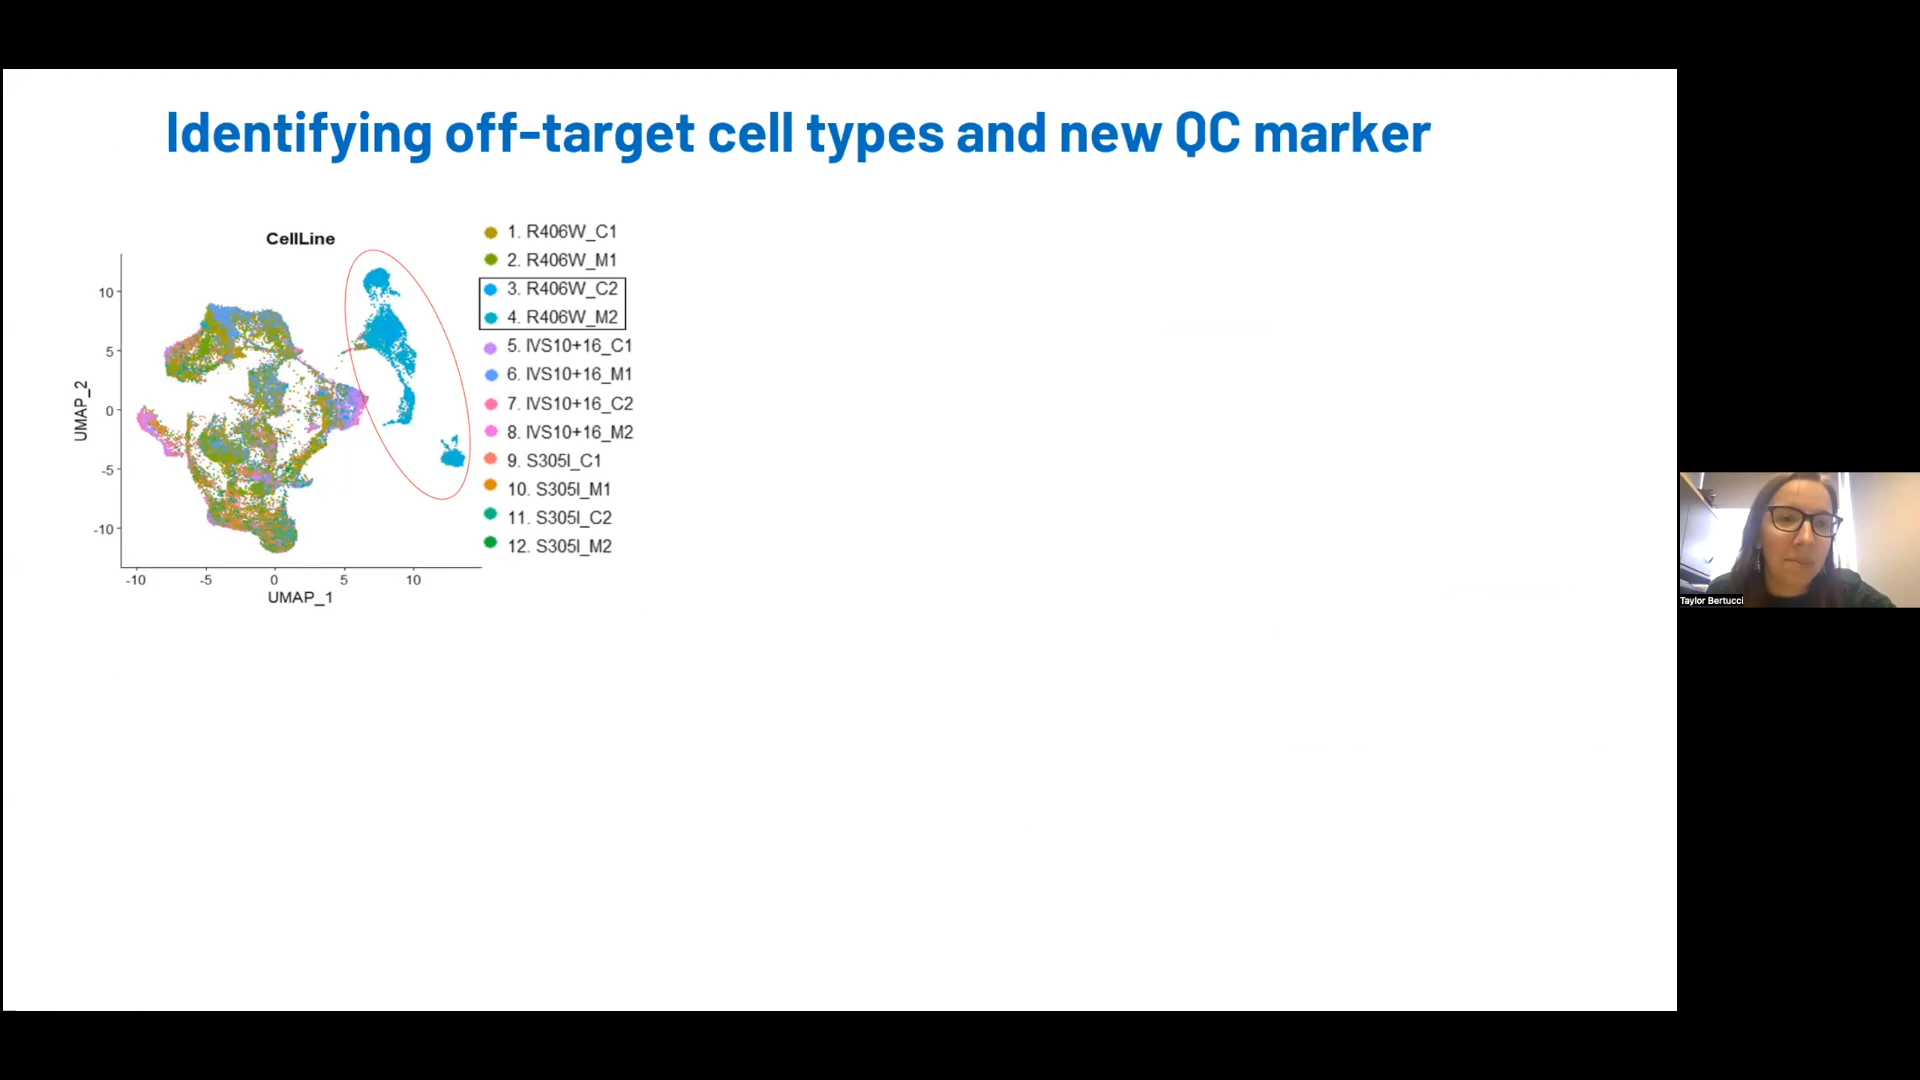 Identifying off-target cell types and new QC marker
CellLine
1. R406W_C1
2. R406W_M1
3. R406W_C2
4. R406W_M2
5. IVS10+16_C1
6. IVS10+16_M1
7. IVS10+16_C2
8. IVS10+16_M2
9. S305I_C1
10. S305I_M1
11. S305I_C2
12. S305I_M2
UMAP_2
10
5
0
-5
-10
-10 -5 0 5 10
UMAP_1
Taylor Bertucci